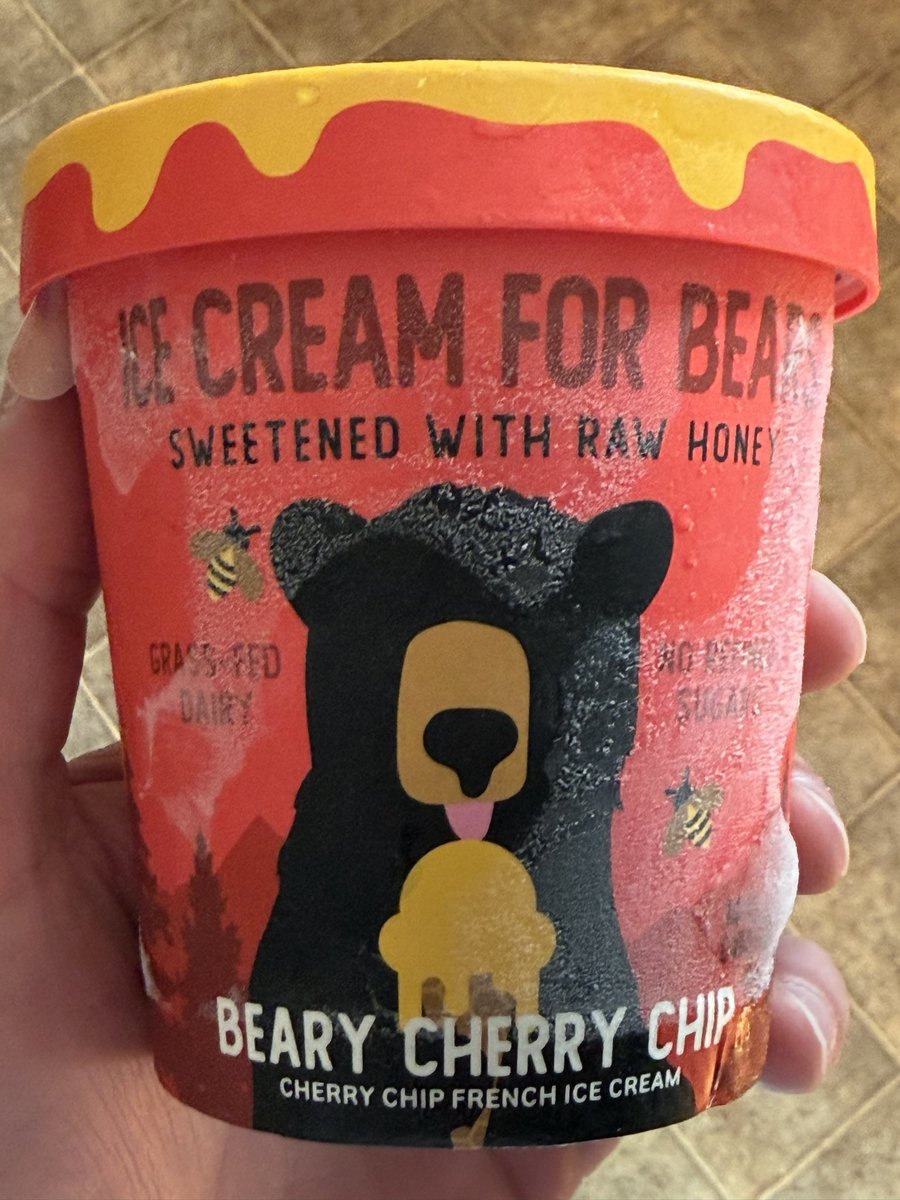 ICE CREAM FOR BEARS
SWEETENED WITH RAW HONEY
GRASS-FED
DAIRY
NO REFINED
SUGARS
BEARY CHERRY CHIP
CHERRY CHIP FRENCH ICE CREAM